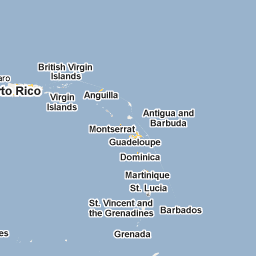 British Virgin
Islands
aro
rto Rico
Virgin
Islands
Anguilla
Antigua and
Barbuda
Montserrat
Guadeloupe
Dominica
Martinique
St. Lucia
St. Vincent and
the Grenadines
Barbados
Grenada
es